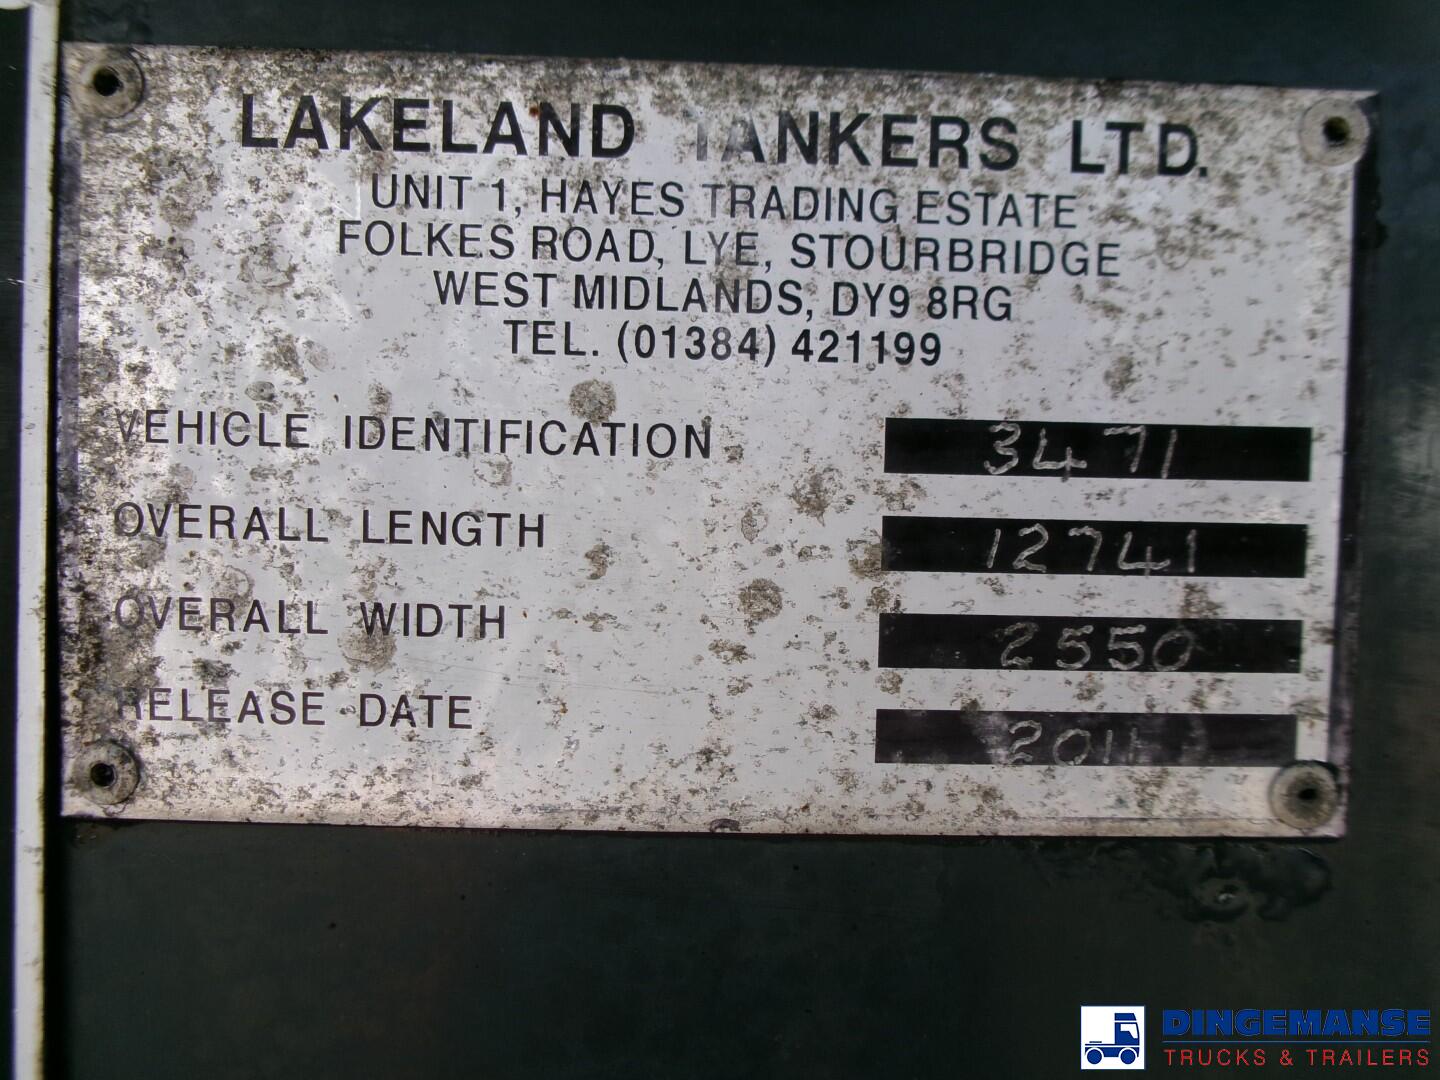 LAKELAND TANKERS LTD.
UNIT 1, HAYES TRADING ESTATE
FOLKES ROAD, LYE, STOURBRIDGE
WEST MIDLANDS, DY9 8RG
TEL. (01384) 421199
VEHICLE IDENTIFICATION 3471
OVERALL LENGTH 12741
OVERALL WIDTH 2550
RELEASE DATE
DINGEMANSE
TRUCKS & TRAILERS